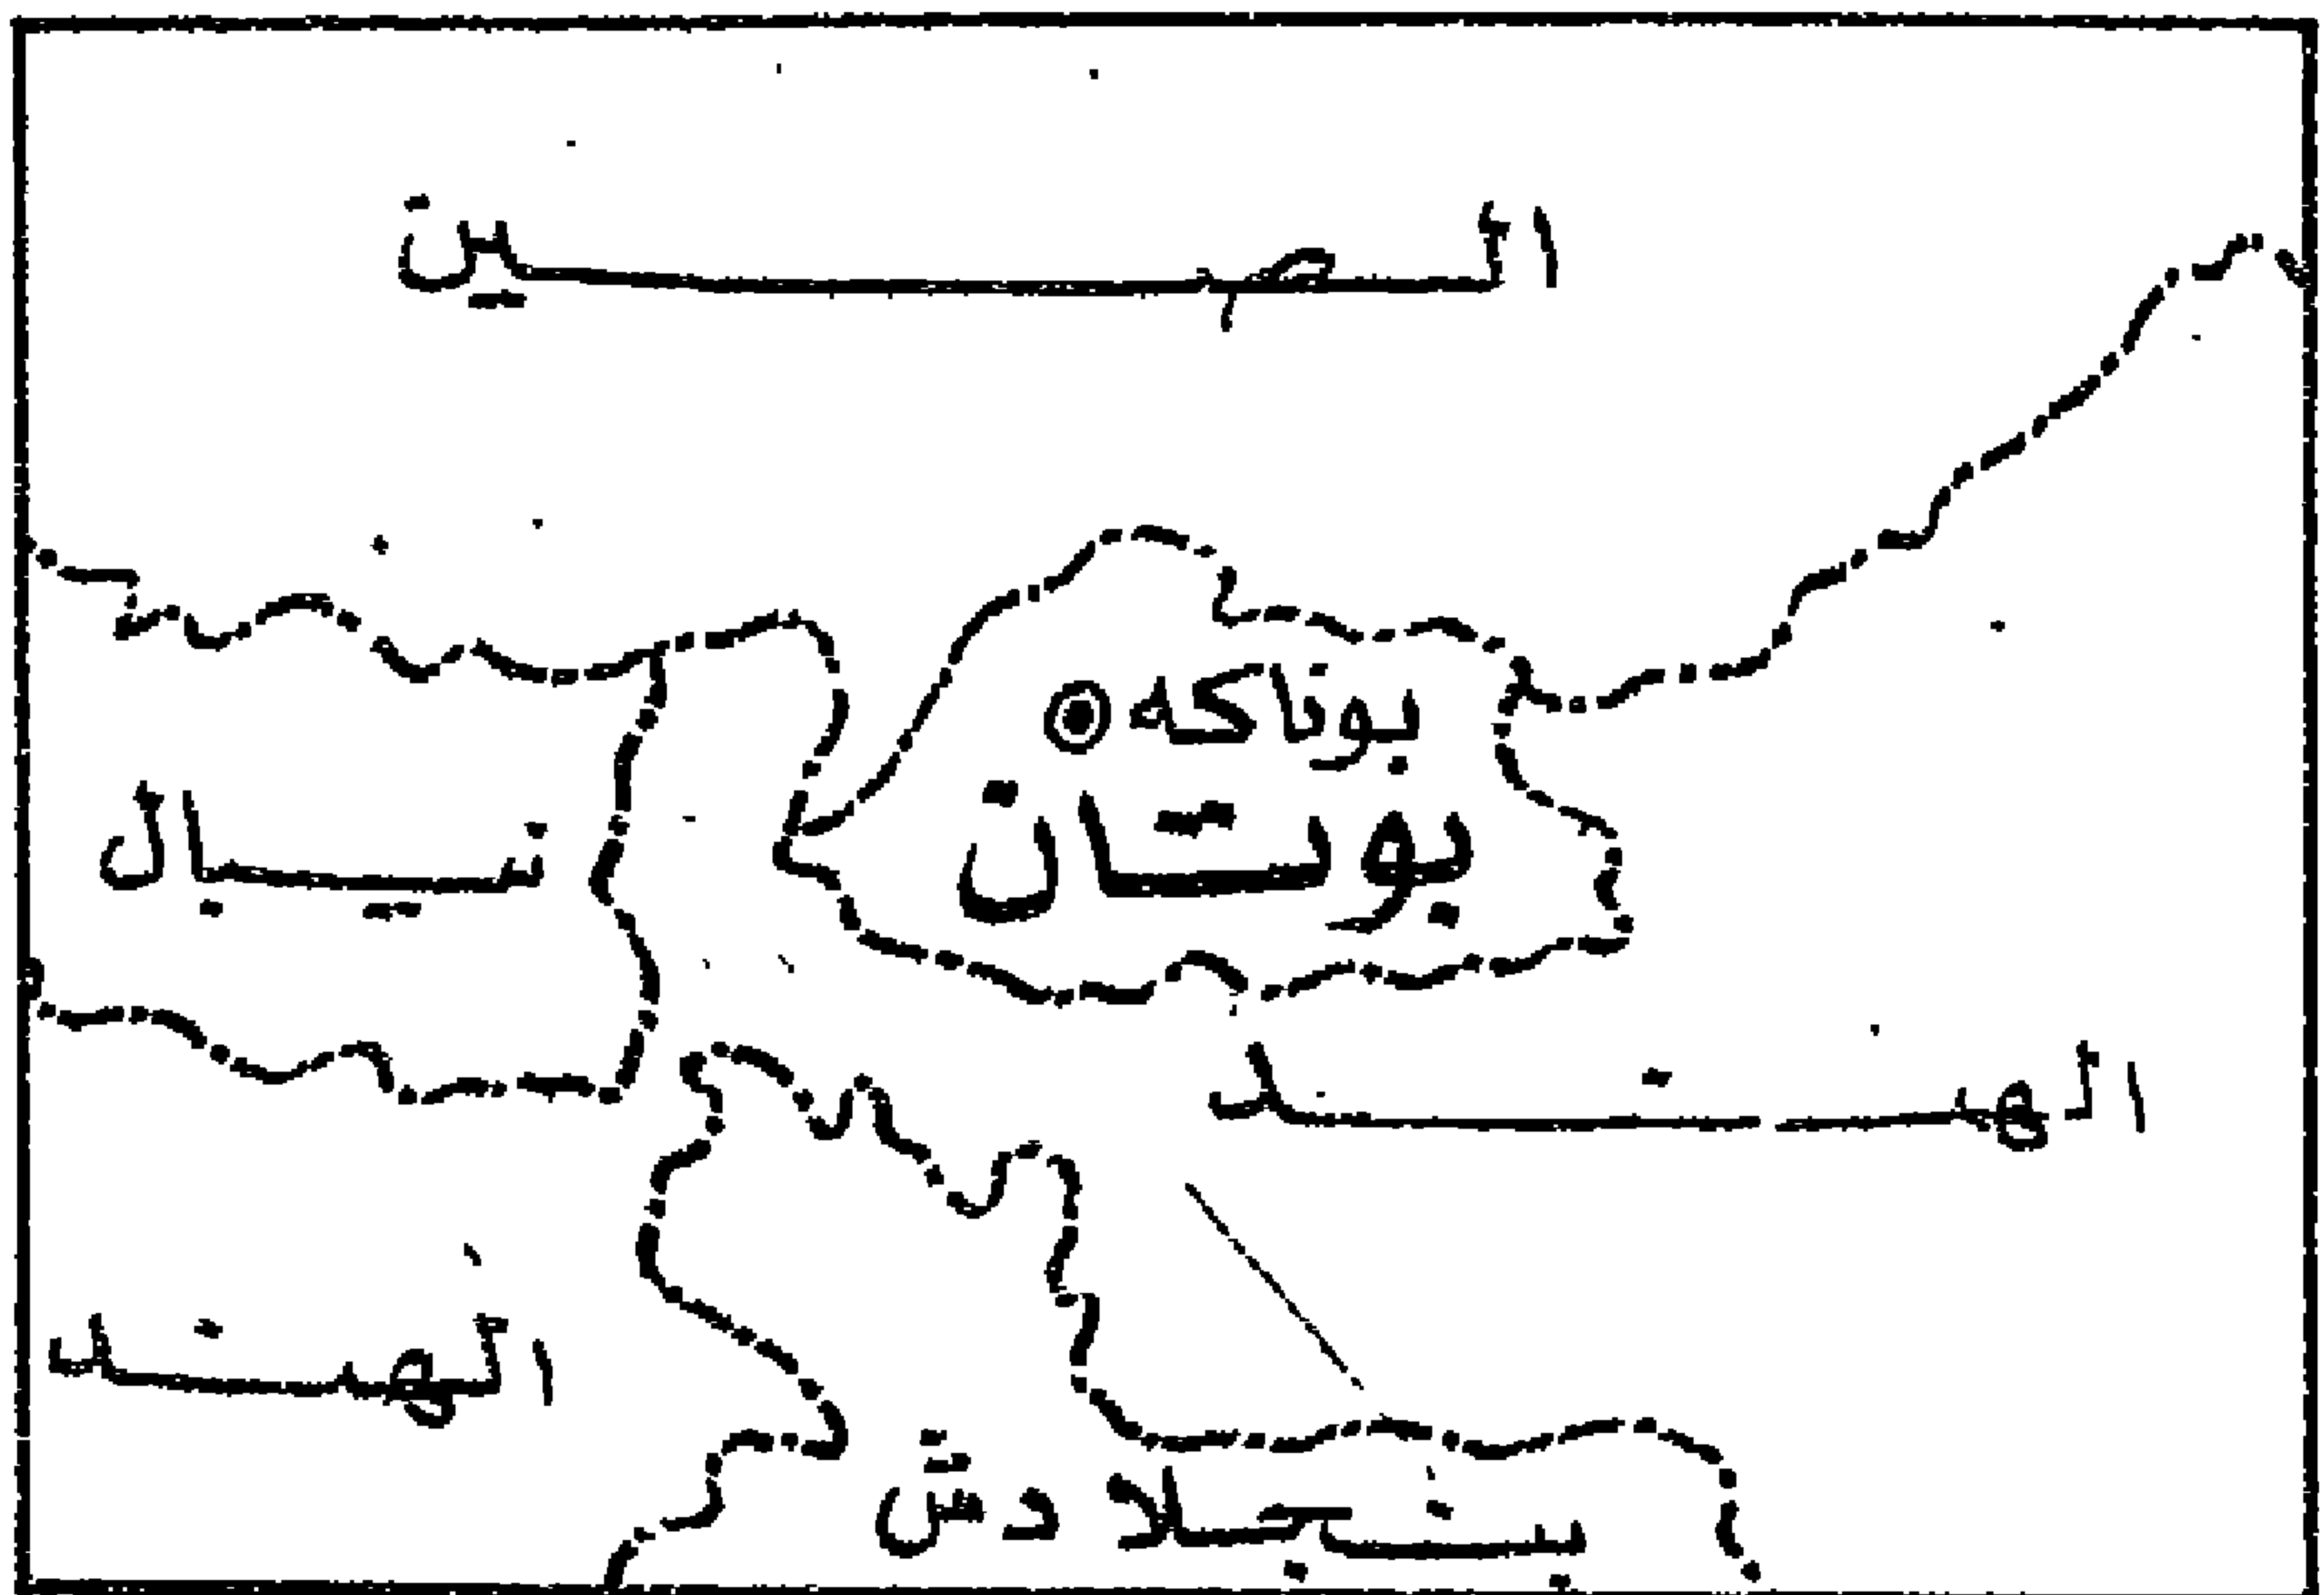 الصين
بوناكه
بوتان
نيبال
الهند
الهند
بنجلادش